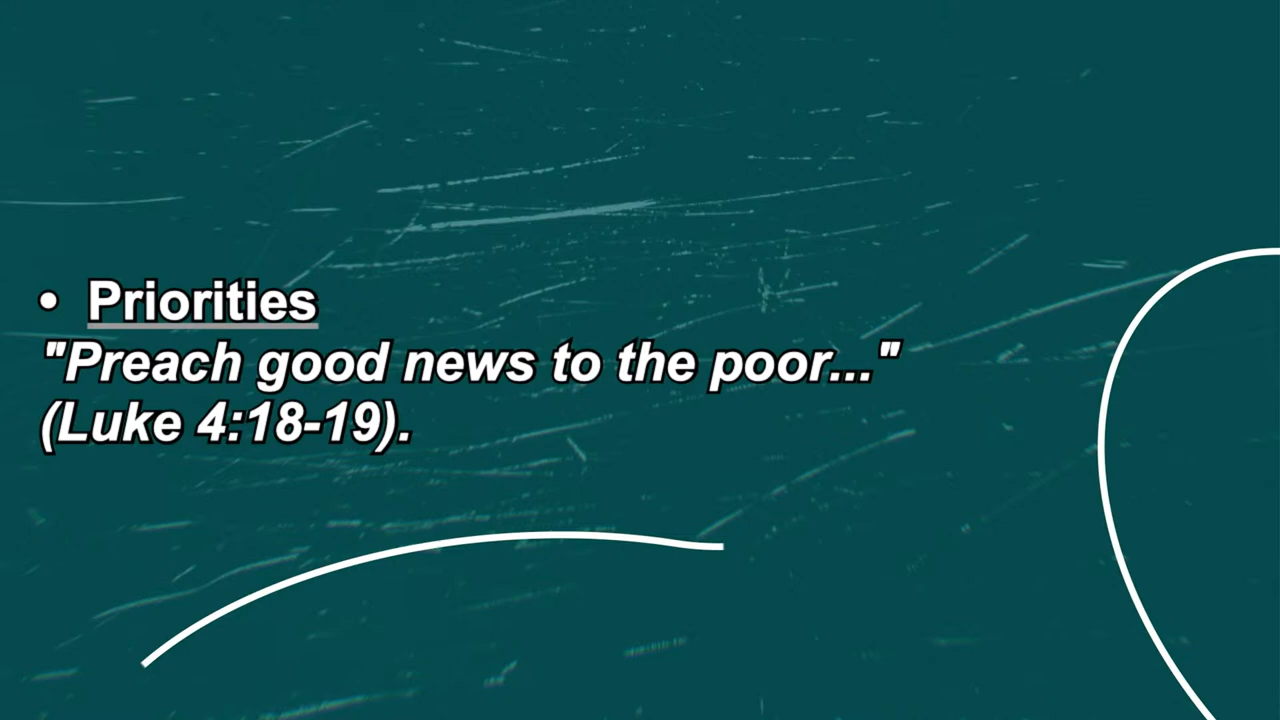 • Priorities
"Preach good news to the poor..."
(Luke 4:18-19).